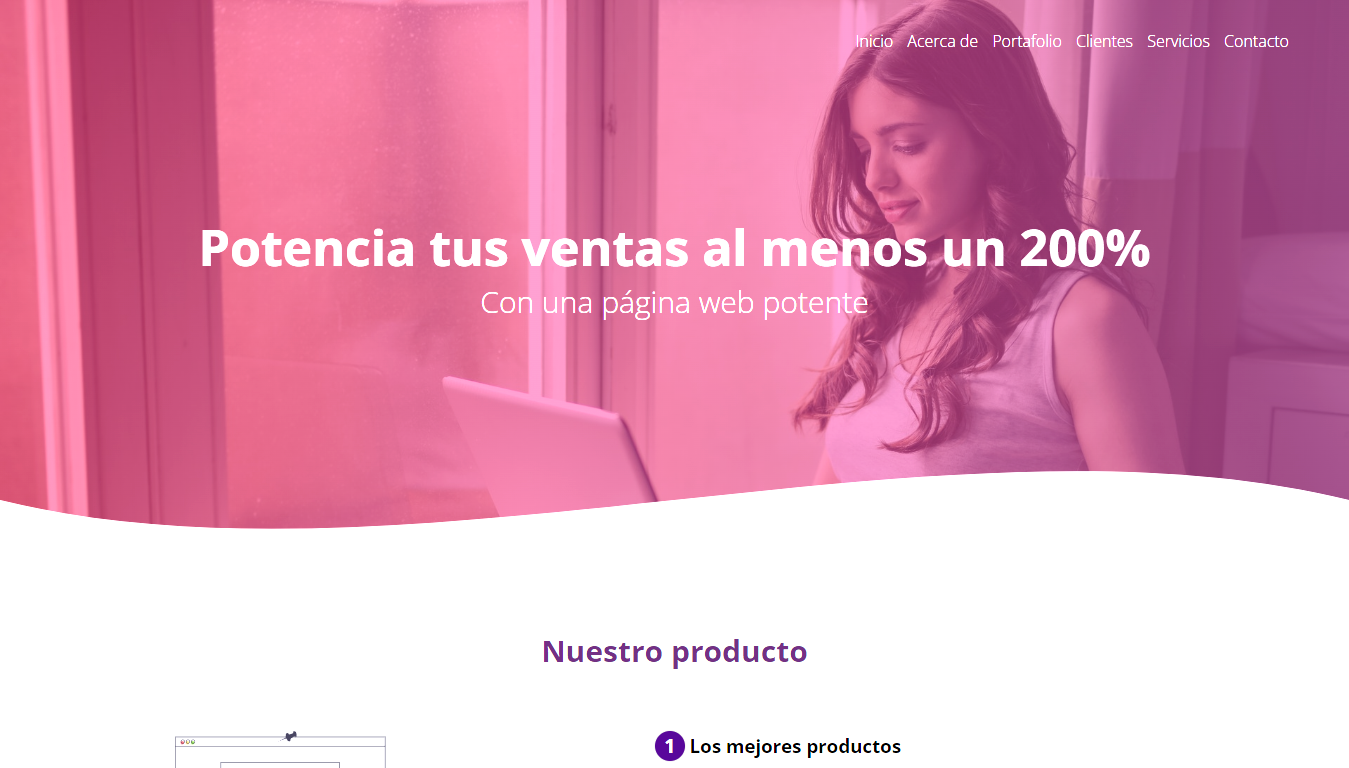 Inicio Acerca de Portafolio Clientes Servicios Contacto
Potencia tus ventas al menos un 200%
Con una página web potente
Nuestro producto
1 Los mejores productos